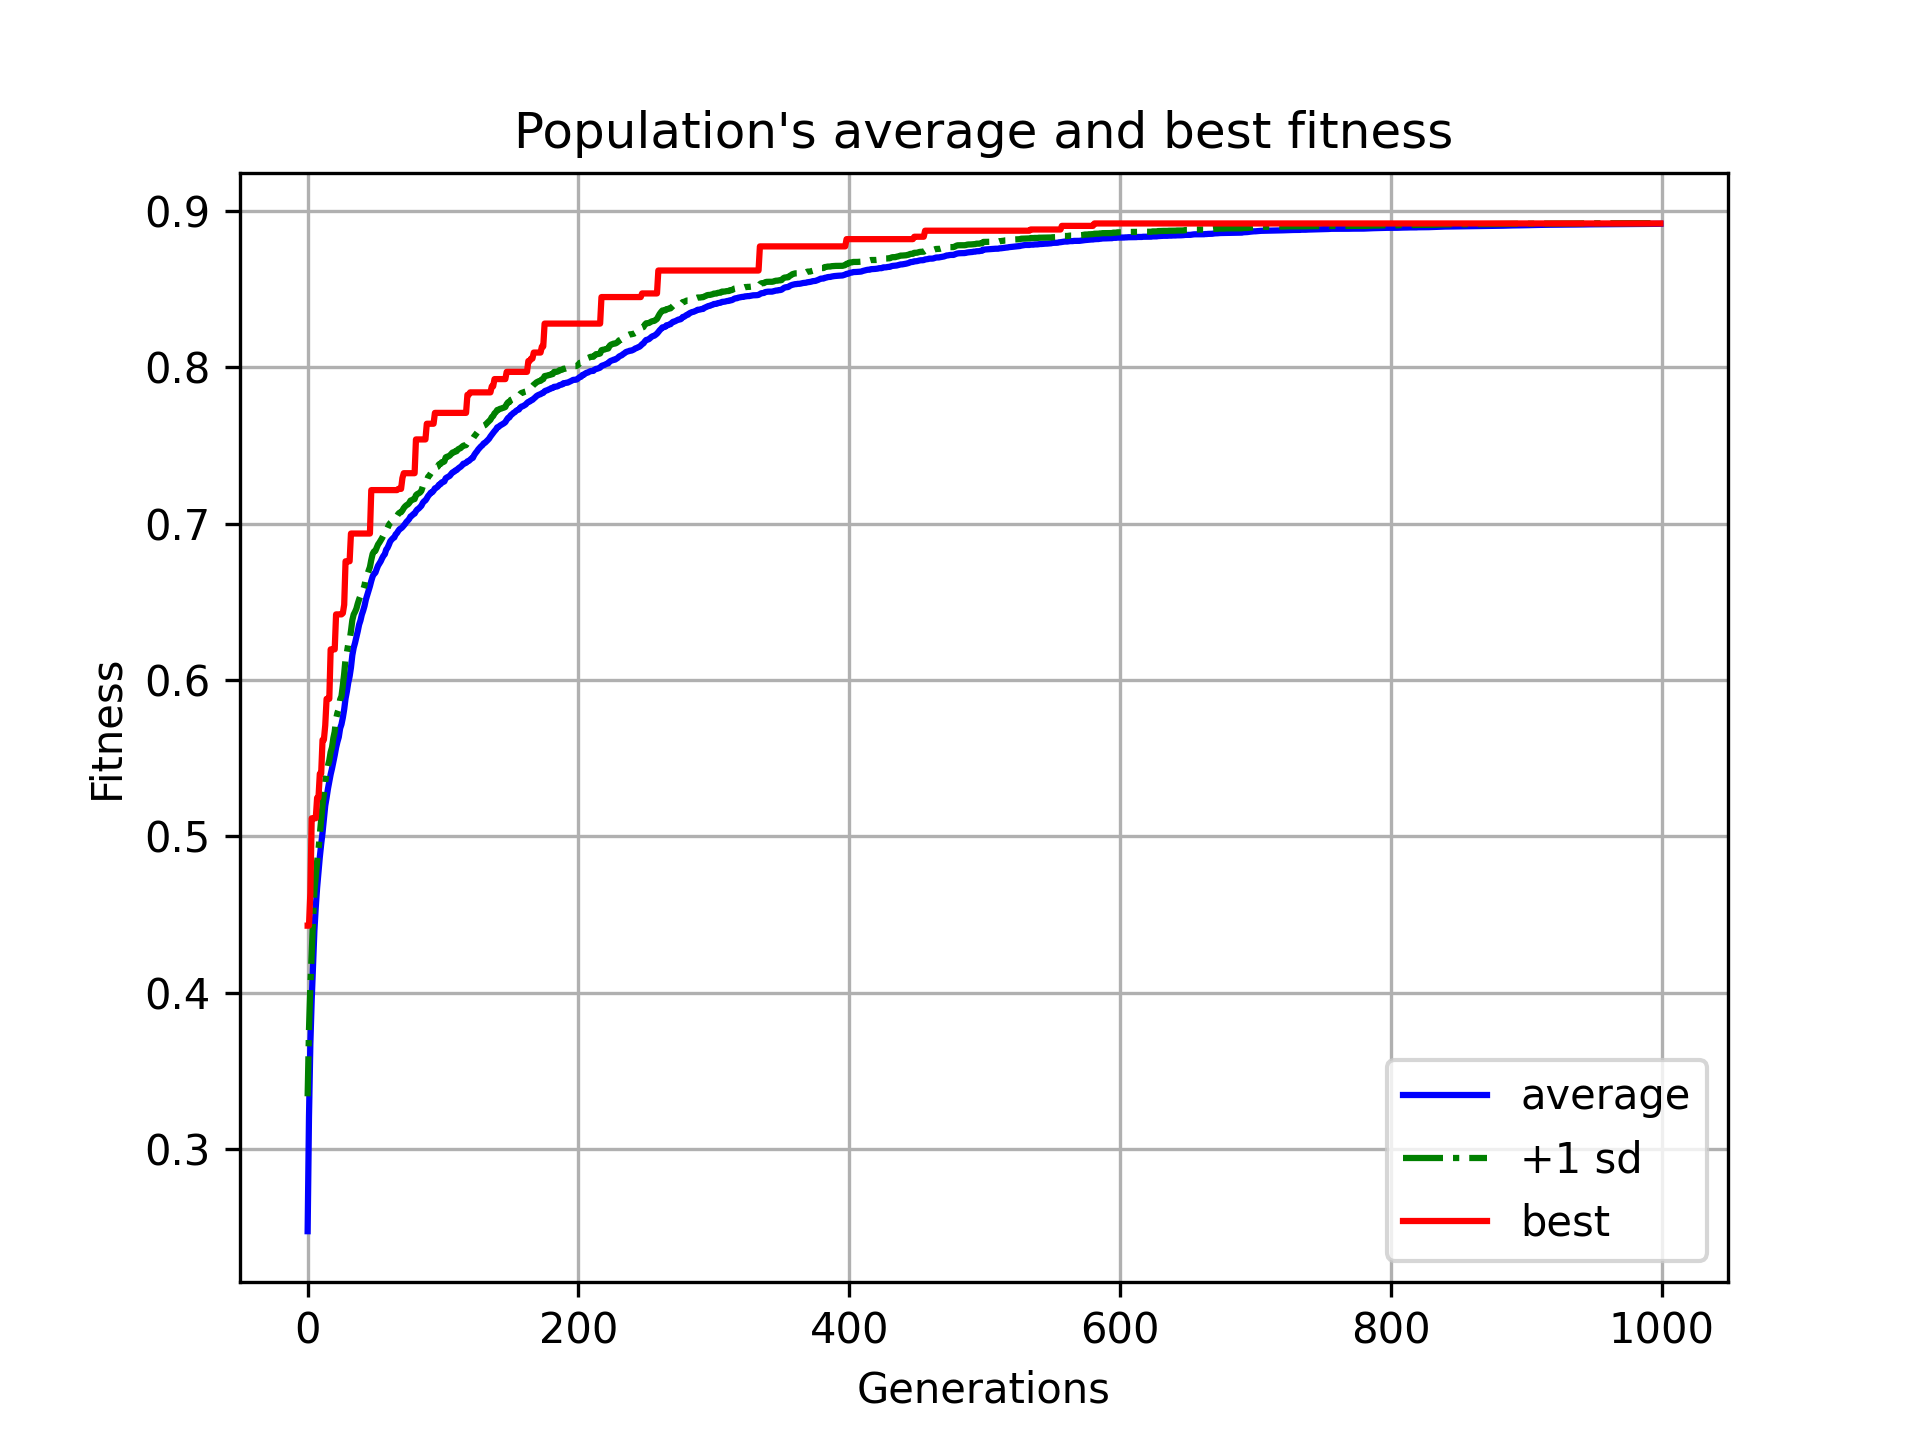 Population's average and best fitness
0.9
0.8
0.7
0.6
0.5
0.4
0.3
Fitness
average
+1 sd
best
0 200 400 600 800 1000
Generations